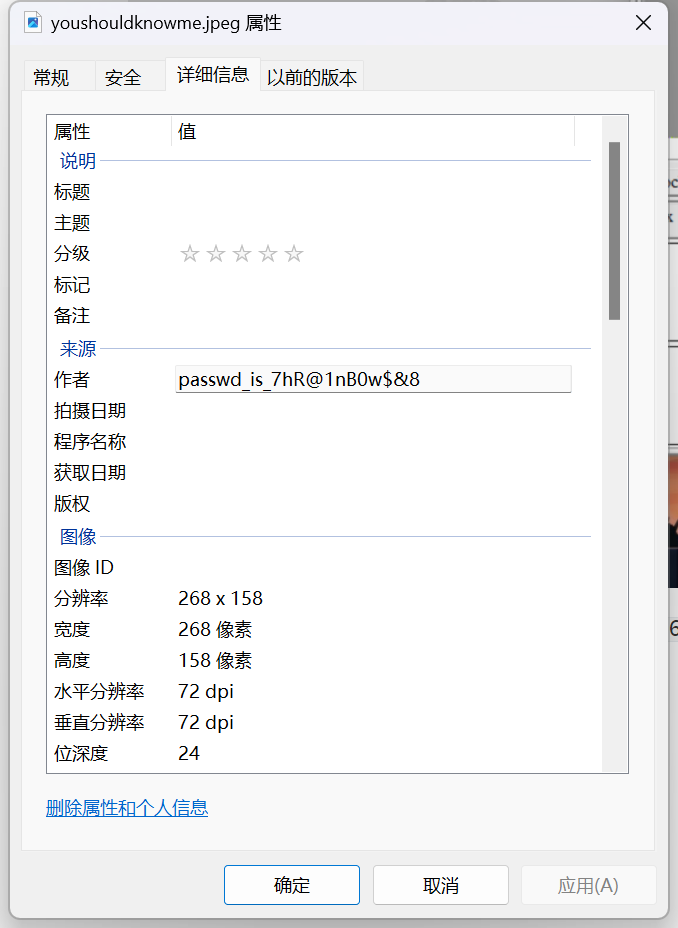 youshouldknowme.jpeg 属性
常规 安全 详细信息 以前的版本
属性 值
说明
标题
主题
分级
标记
备注
来源
作者 passwd_is_7hR@1nB0w$&8
拍摄日期
程序名称
获取日期
版权
图像
图像 ID
分辨率 268 x 158
宽度 268 像素
高度 158 像素
水平分辨率 72 dpi
垂直分辨率 72 dpi
位深度 24
删除属性和个人信息
确定 取消 应用(A)